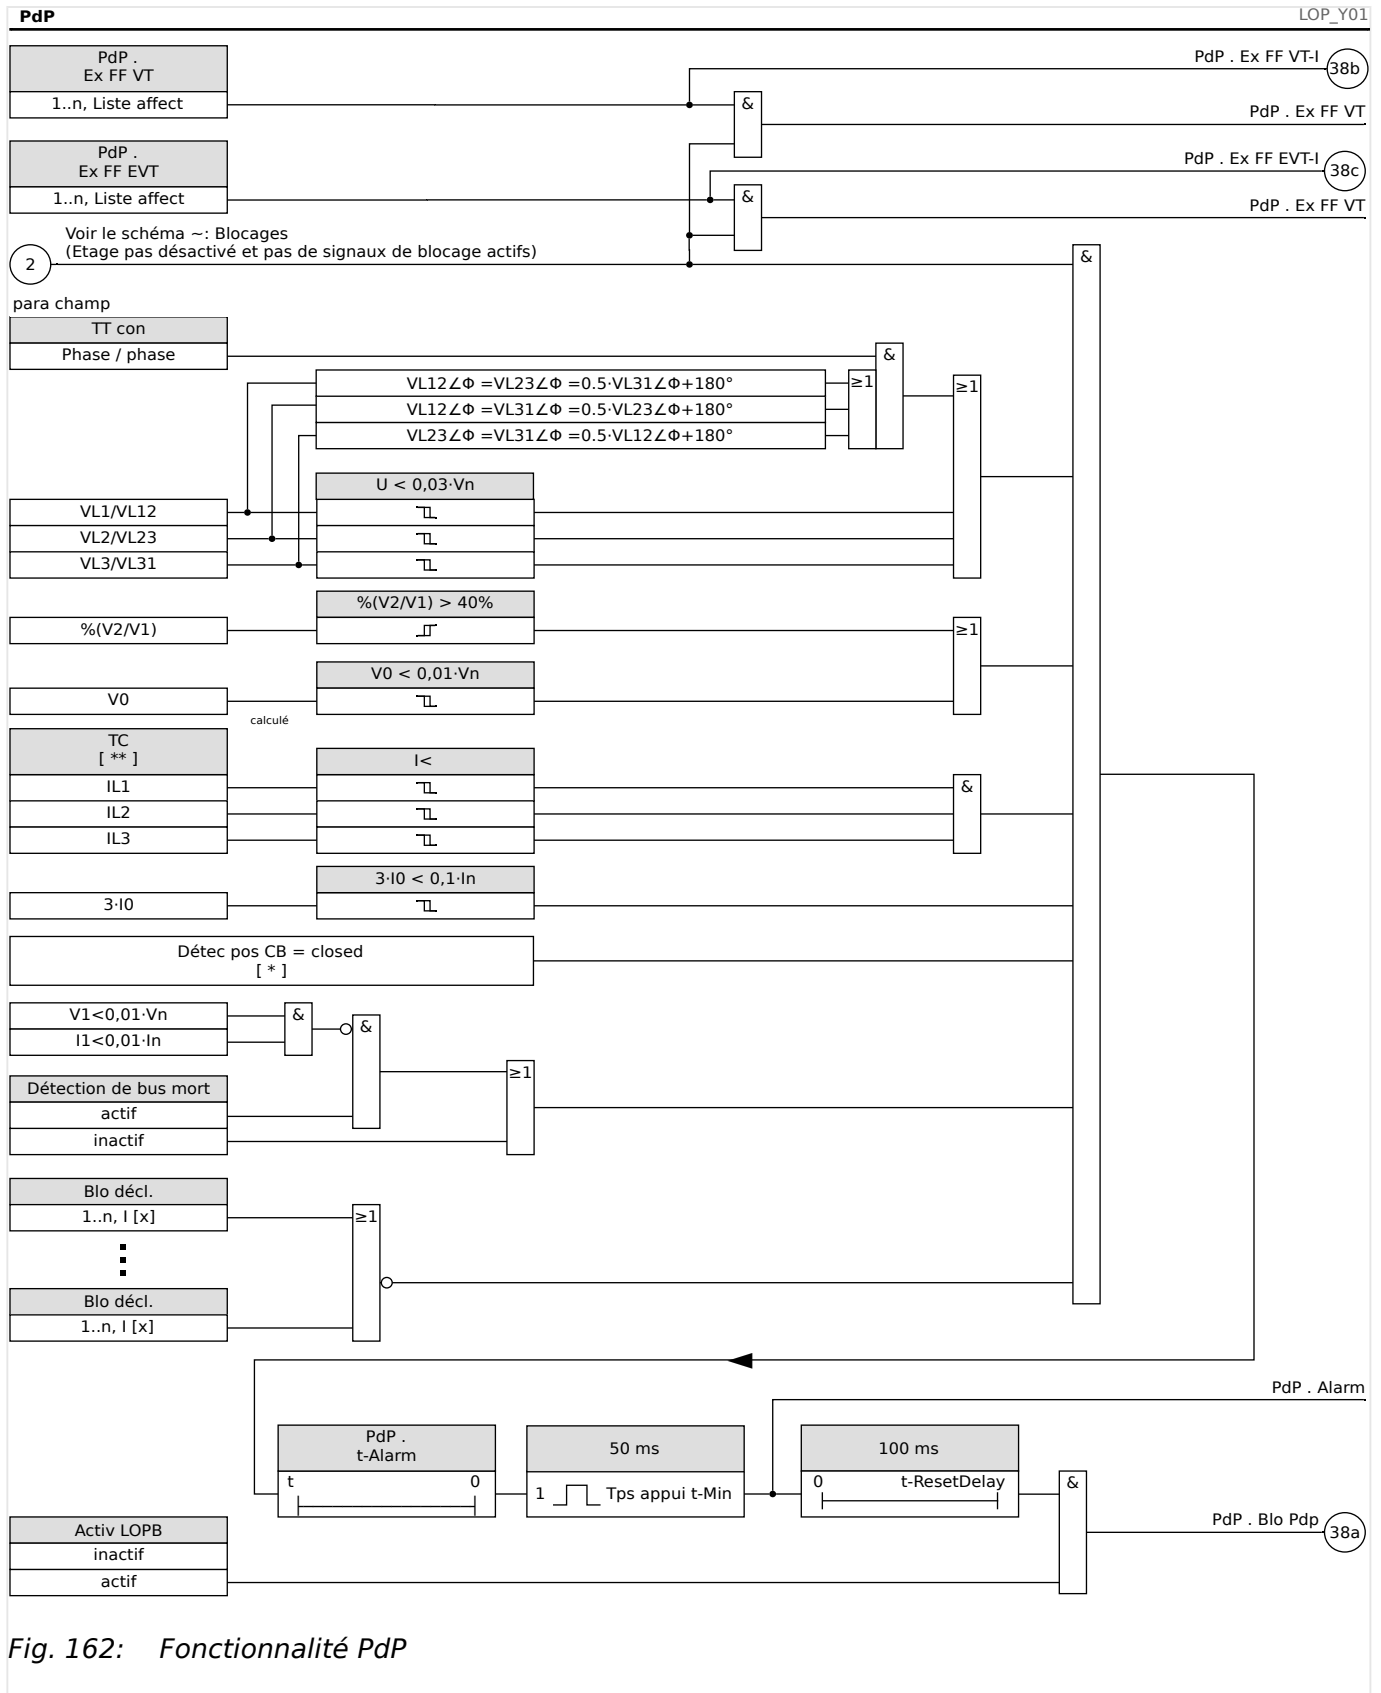 PdP
LOP_Y01
PdP .
Ex FF VT
1..n, Liste affect
PdP . Ex FF VT-I
38b
&
PdP . Ex FF VT
PdP .
Ex FF EVT
1..n, Liste affect
PdP . Ex FF EVT-I
38c
&
PdP . Ex FF VT
Voir le schéma ~: Blocages
(Etage pas désactivé et pas de signaux de blocage actifs)
2
&
para champ
TT con
Phase / phase
&
VL12∠Φ =VL23∠Φ =0.5·VL31∠Φ+180°
≥1
≥1
VL12∠Φ =VL31∠Φ =0.5·VL23∠Φ+180°
VL23∠Φ =VL31∠Φ =0.5·VL12∠Φ+180°
U < 0,03·Vn
VL1/VL12
VL2/VL23
VL3/VL31
%(V2/V1) > 40%
%(V2/V1)
≥1
V0 < 0,01·Vn
V0
calculé
TC
[ ** ]
I<
IL1
&
IL2
IL3
3·I0 < 0,1·In
3·I0
Détec pos CB = closed
[ * ]
V1<0,01·Vn
&
&
I1<0,01·In
≥1
Détection de bus mort
actif
inactif
Blo décl.
1..n, I [x]
≥1
Blo décl.
1..n, I [x]
PdP . Alarm
PdP .
t-Alarm
50 ms
100 ms
t
0
1
Tps appui t-Min
0
t-ResetDelay
&
PdP . Blo Pdp
38a
Activ LOPB
inactif
actif
Fig. 162: Fonctionnalité PdP